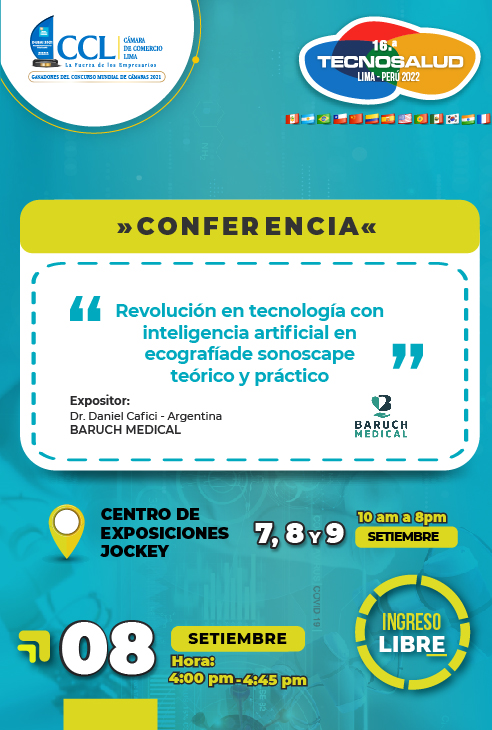 CCL
CÁMARA
DE COMERCIO
LIMA
La Fuerza de los Empresarios
GANADORES DEL CONCURSO MUNDIAL DE CÁMARAS 2021
16.ª
TECNOSALUD
LIMA - PERÚ 2022
»CONFERENCIA«
“ Revolución en tecnología con
inteligencia artificial en
ecografíade sonoscape
teórico y práctico ”
Expositor:
Dr. Daniel Cafici - Argentina
BARUCH MEDICAL
BARUCH
MEDICAL
CENTRO DE
EXPOSICIONES
JOCKEY
7, 8 Y 9
10 am a 8pm
SETIEMBRE
COVID 19
08
SETIEMBRE
Hora:
4:00 pm-4:45 pm
INGRESO
LIBRE